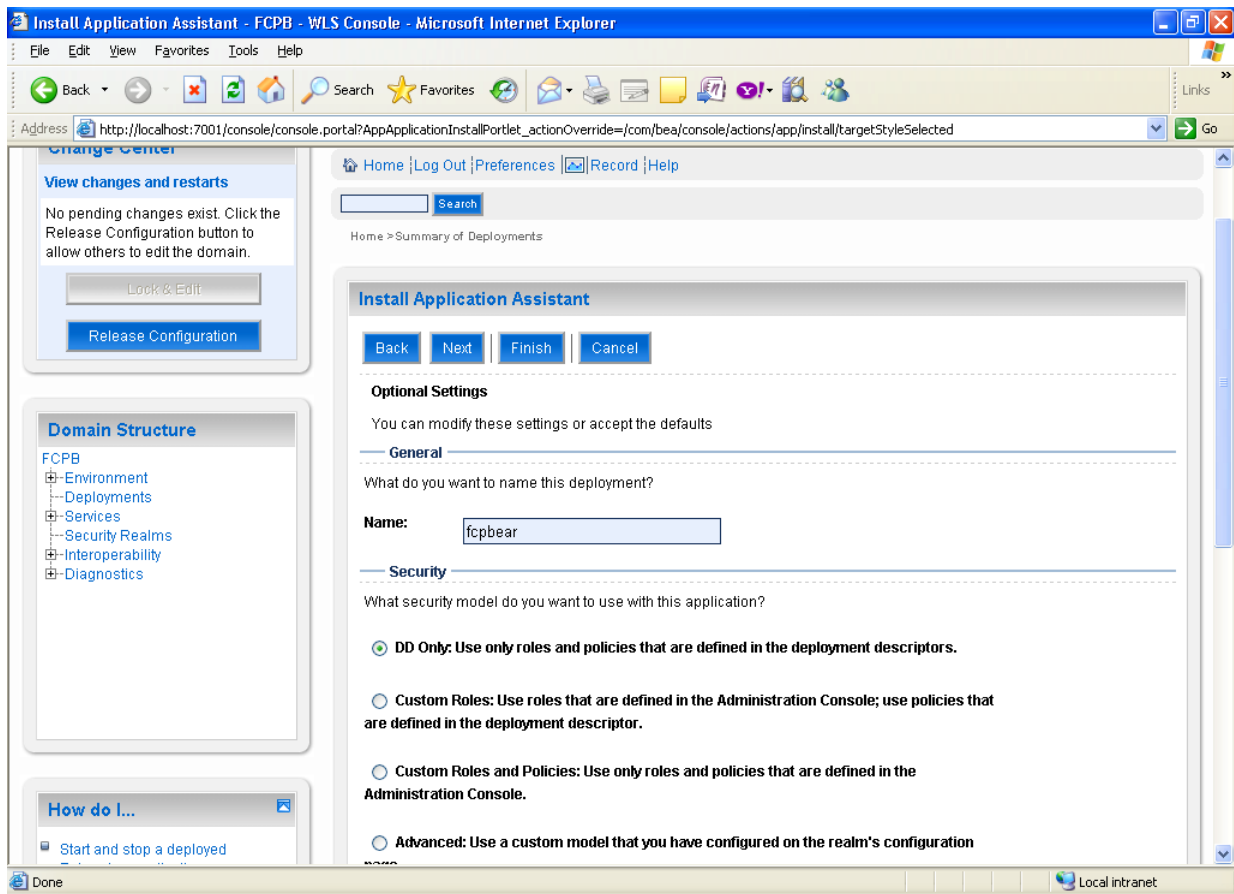 Install Application Assistant - FCPB - WLS Console - Microsoft Internet Explorer
File Edit View Favorites Tools Help
Back Search Favorites Links
Address http://localhost:7001/console/console.portal?AppApplicationInstallPortlet_actionOverride=/com/bea/console/actions/app/install/targetStyleSelected Go
Change Center
View changes and restarts
No pending changes exist. Click the
Release Configuration button to
allow others to edit the domain.
Lock & Edit
Release Configuration
Domain Structure
FCPB
Environment
Deployments
Services
Security Realms
Interoperability
Diagnostics
How do I...
Start and stop a deployed
Home Log Out Preferences Record Help
Search
Home >Summary of Deployments
Install Application Assistant
Back Next Finish Cancel
Optional Settings
You can modify these settings or accept the defaults
General
What do you want to name this deployment?
Name: fcpbear
Security
What security model do you want to use with this application?
DD Only: Use only roles and policies that are defined in the deployment descriptors.
Custom Roles: Use roles that are defined in the Administration Console; use policies that
are defined in the deployment descriptor.
Custom Roles and Policies: Use only roles and policies that are defined in the
Administration Console.
Advanced: Use a custom model that you have configured on the realm's configuration
page
Done Local intranet